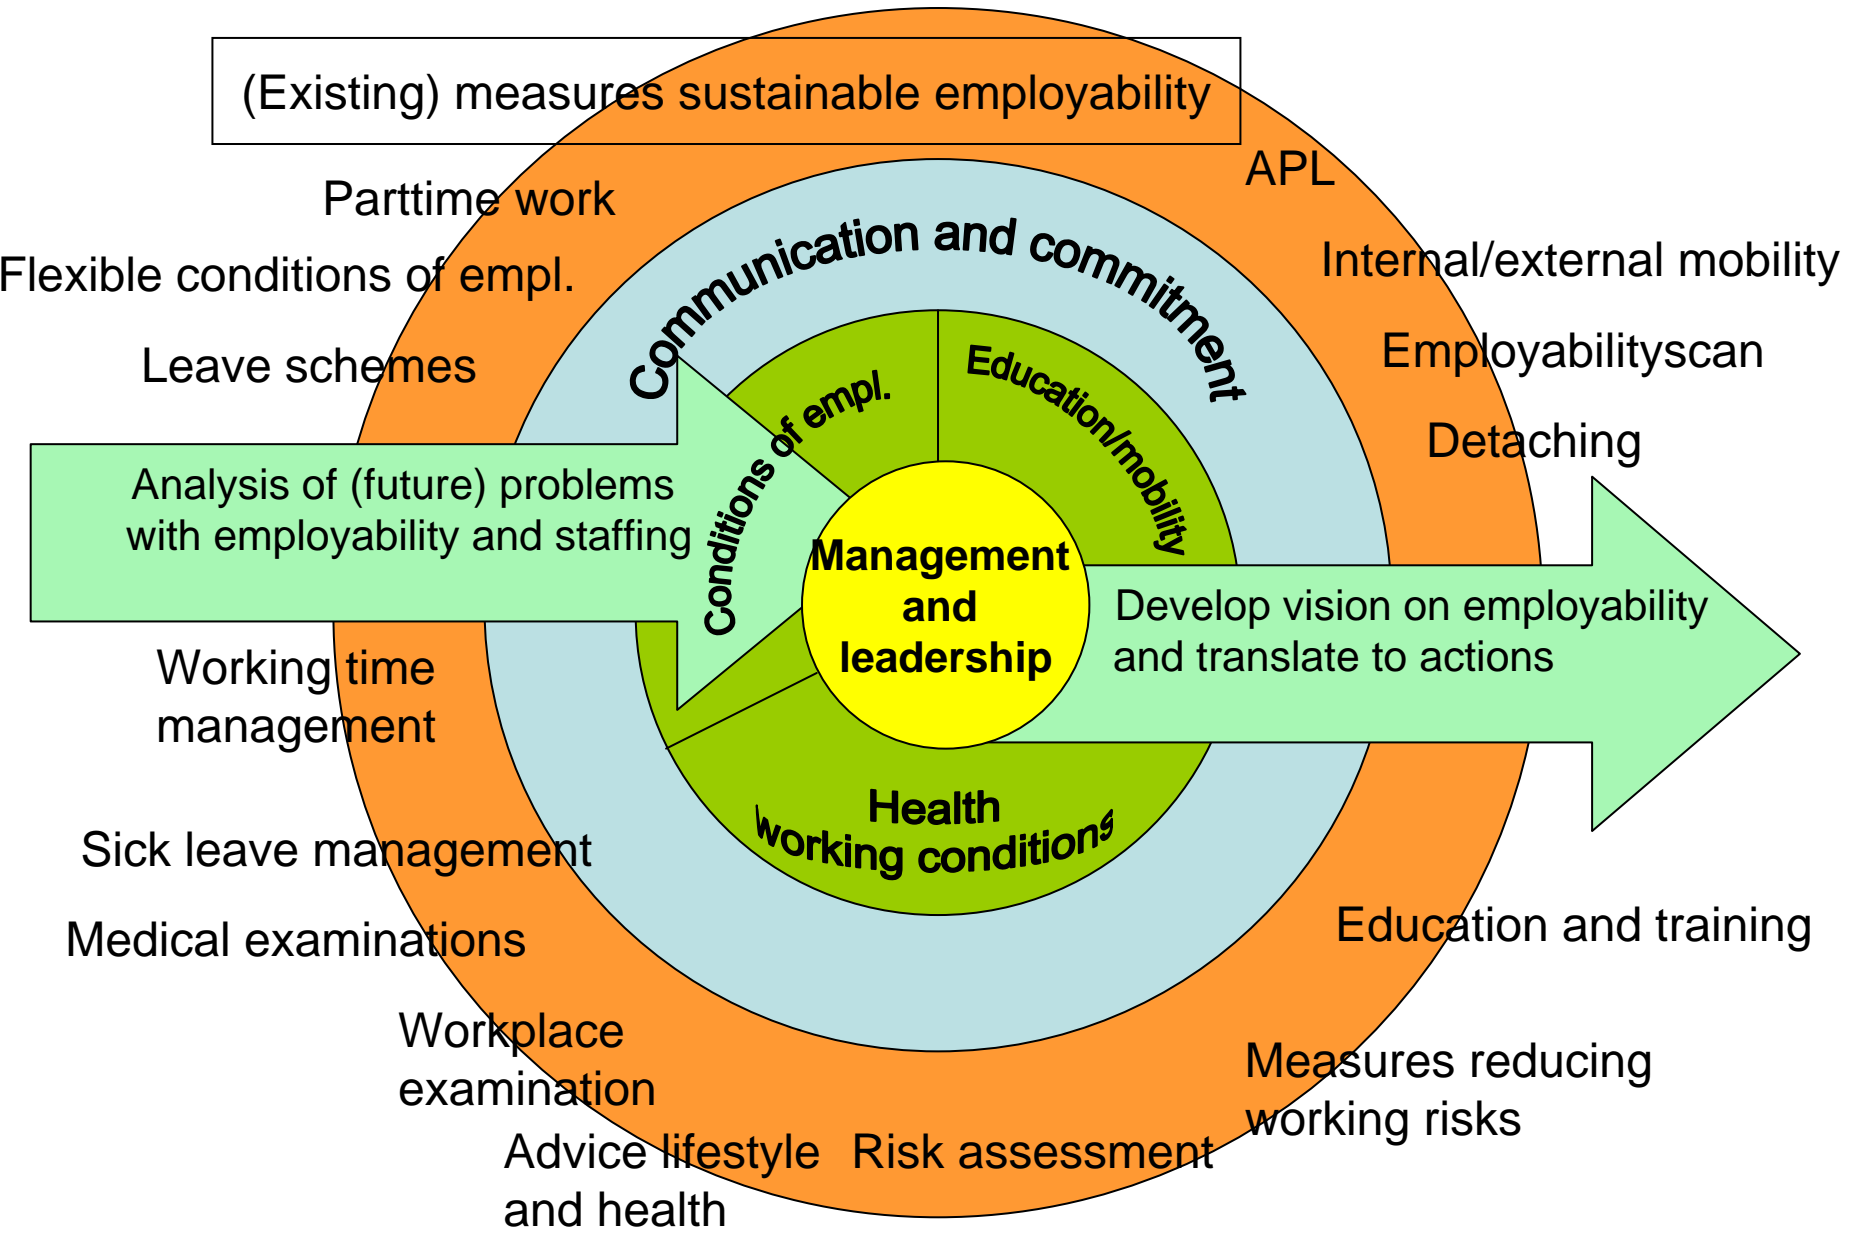 (Existing) measures sustainable employability
APL
Parttime work
Internal/external mobility
Flexible conditions of empl.
Employabilityscan
Leave schemes
Detaching
Communication and commitment
Conditions of empl.
Education/mobility
Analysis of (future) problems
with employability and staffing
Management
and
leadership
Develop vision on employability
and translate to actions
Working time
management
Health
working conditions
Sick leave management
Medical examinations
Education and training
Workplace
examination
Measures reducing
working risks
Advice lifestyle
and health
Risk assessment